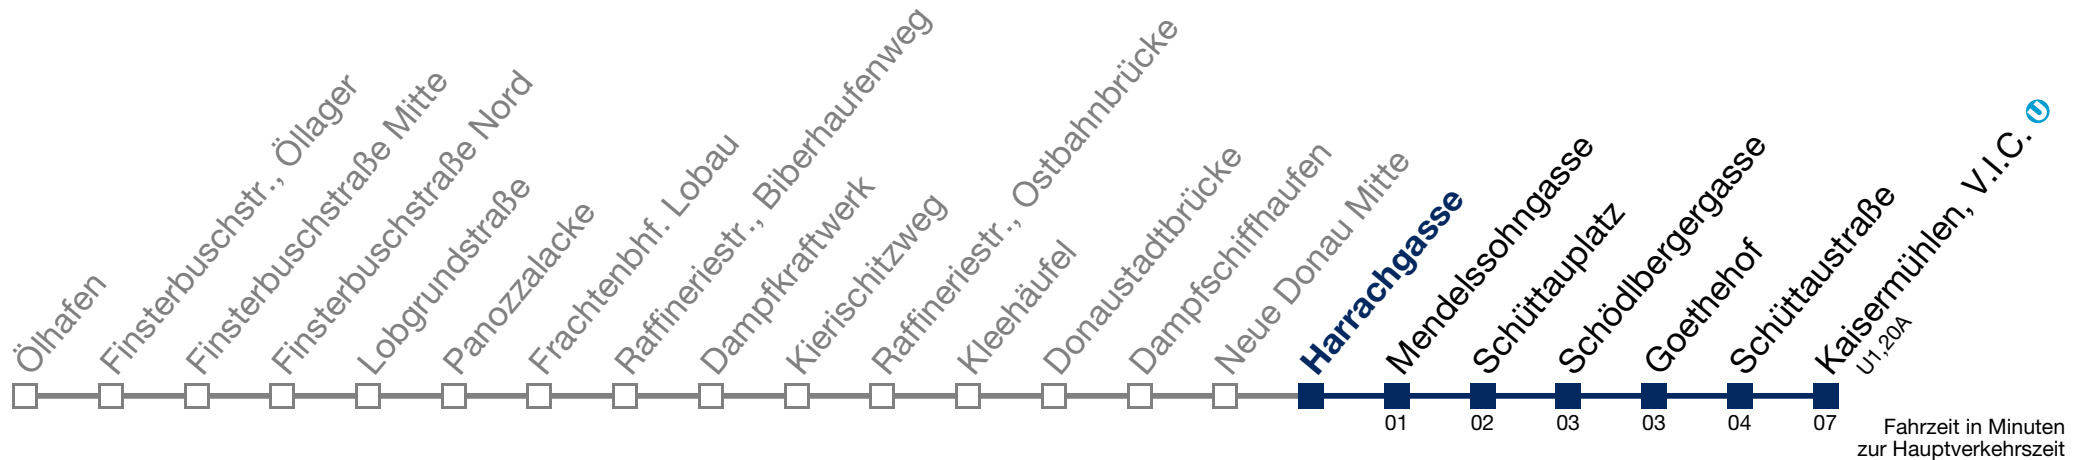 Ölhafen
Finsterbuschstr., Öllager
Finsterbuschstraße Mitte
Finsterbuschstraße Nord
Lobgrundstraße
Panozzalacke
Frachtenbhf. Lobau
Raffineriestr., Biberhaufenweg
Dampfkraftwerk
Kierischitzweg
Raffineriestr., Ostbahnbrücke
Kleehäufel
Donaustadtbrücke
Dampfschiffhaufen
Neue Donau Mitte
Harrachgasse
Mendelssohngasse
Schüttauplatz
Schödlbergergasse
Goethehof
Schüttaustraße
Kaisermühlen, V.I.C. U
U1,20A
01 02 03 03 04 07
Fahrzeit in Minuten
zur Hauptverkehrszeit